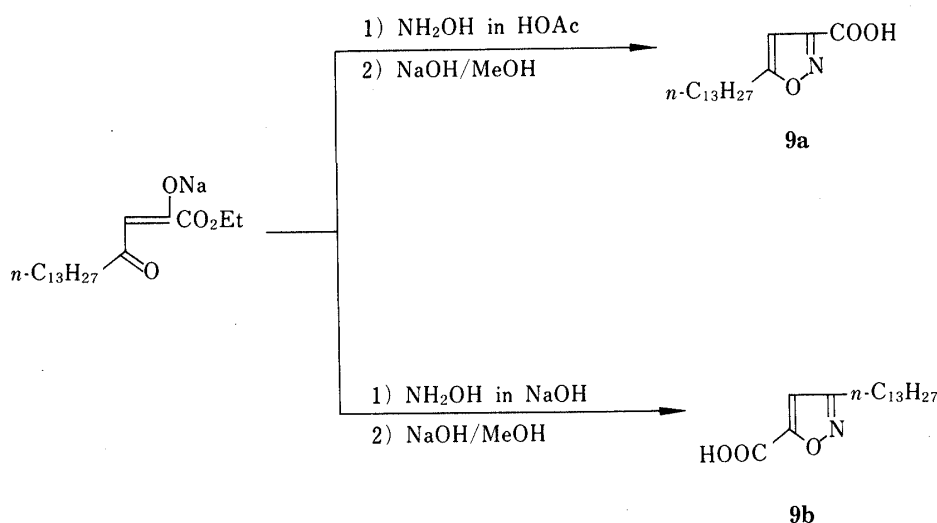 1) NH₂OH in HOAc
2) NaOH/MeOH
COOH
N
O
n-C₁₃H₂₇
9a
ONa
CO₂Et
n-C₁₃H₂₇
O
1) NH₂OH in NaOH
2) NaOH/MeOH
n-C₁₃H₂₇
N
O
HOOC
9b